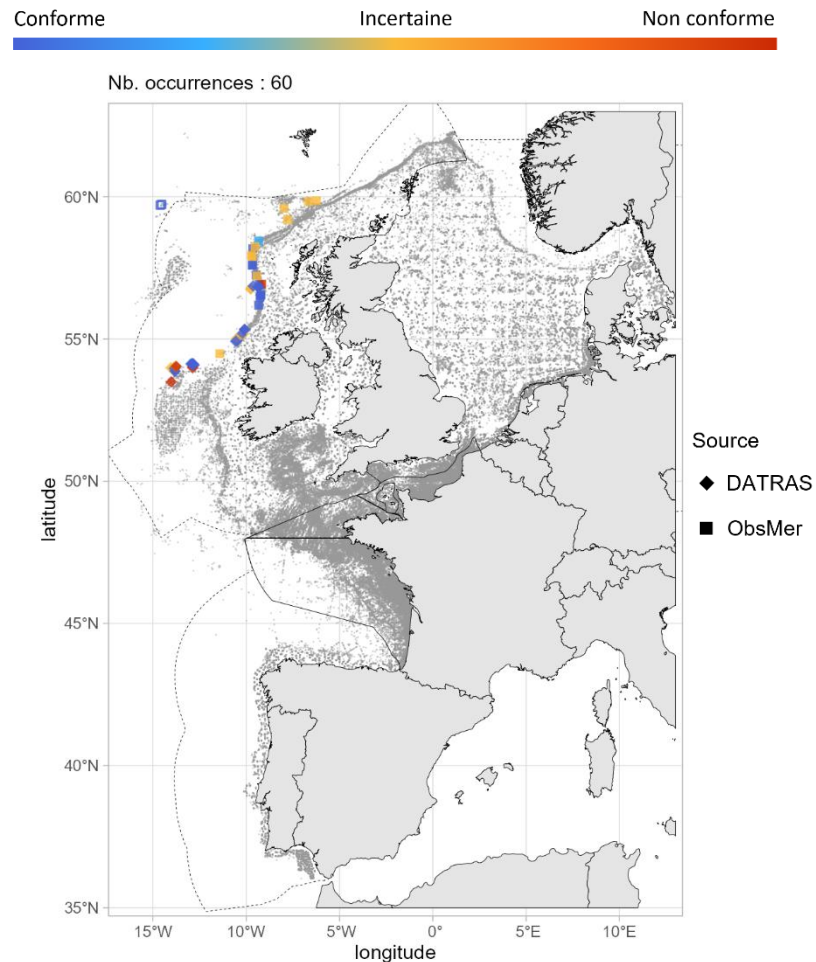 Conforme Incertaine Non conforme
Nb. occurrences : 60
60°N
55°N
50°N
45°N
40°N
35°N
latitude
15°W 10°W 5°W 0° 5°E 10°E
longitude
Source
DATRAS
ObsMer